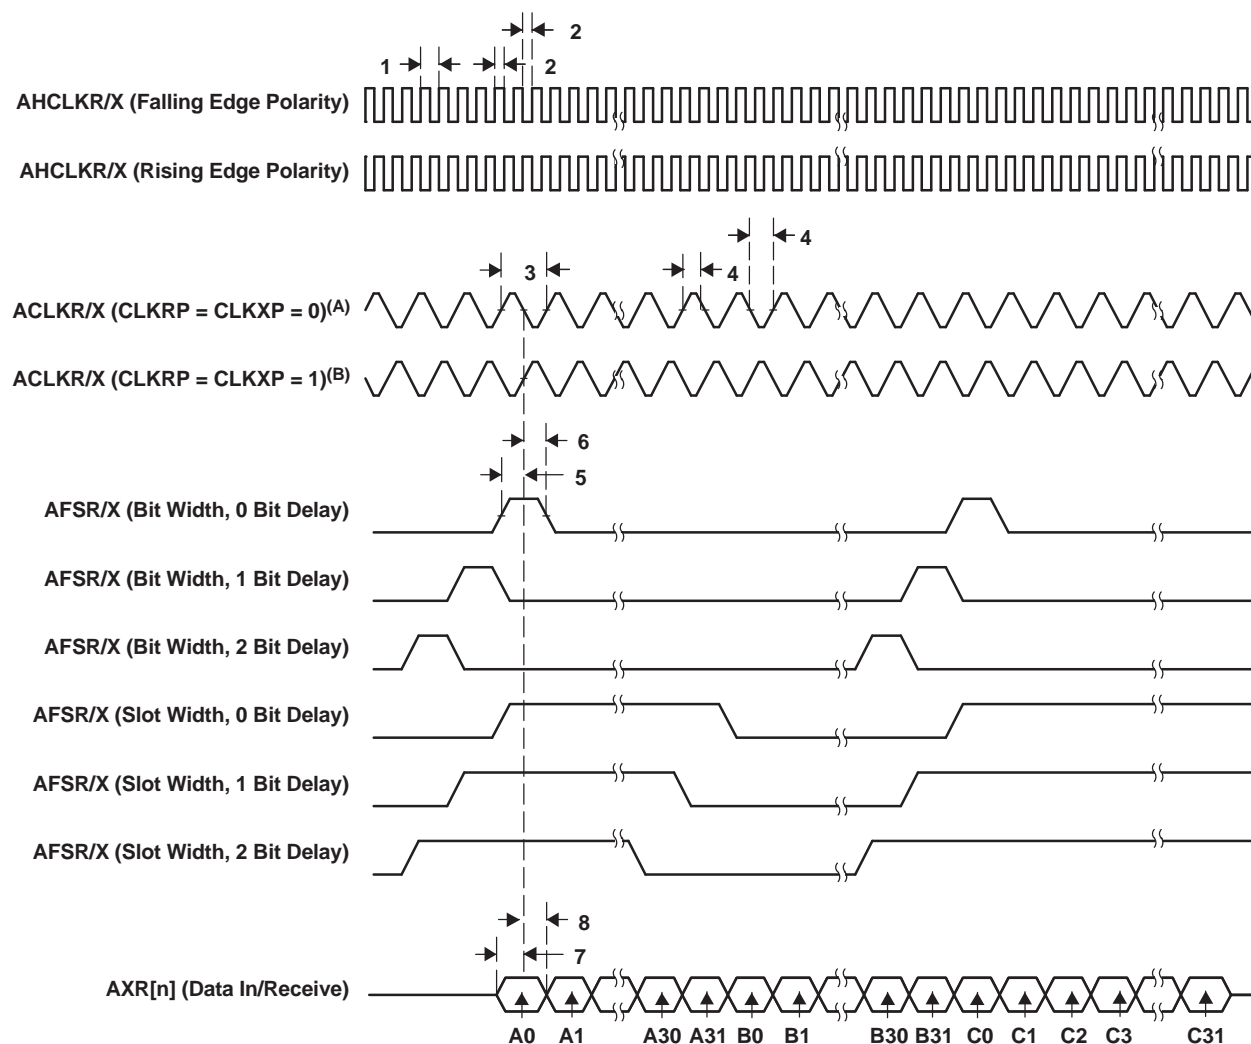 2
1 2
AHCLKR/X (Falling Edge Polarity)
AHCLKR/X (Rising Edge Polarity)
4
3 4
ACLKR/X (CLKRP = CLKXP = 0)(A)
ACLKR/X (CLKRP = CLKXP = 1)(B)
6
5
AFSR/X (Bit Width, 0 Bit Delay)
AFSR/X (Bit Width, 1 Bit Delay)
AFSR/X (Bit Width, 2 Bit Delay)
AFSR/X (Slot Width, 0 Bit Delay)
AFSR/X (Slot Width, 1 Bit Delay)
AFSR/X (Slot Width, 2 Bit Delay)
8
7
AXR[n] (Data In/Receive)
A0 A1 A30 A31 B0 B1 B30 B31 C0 C1 C2 C3 C31